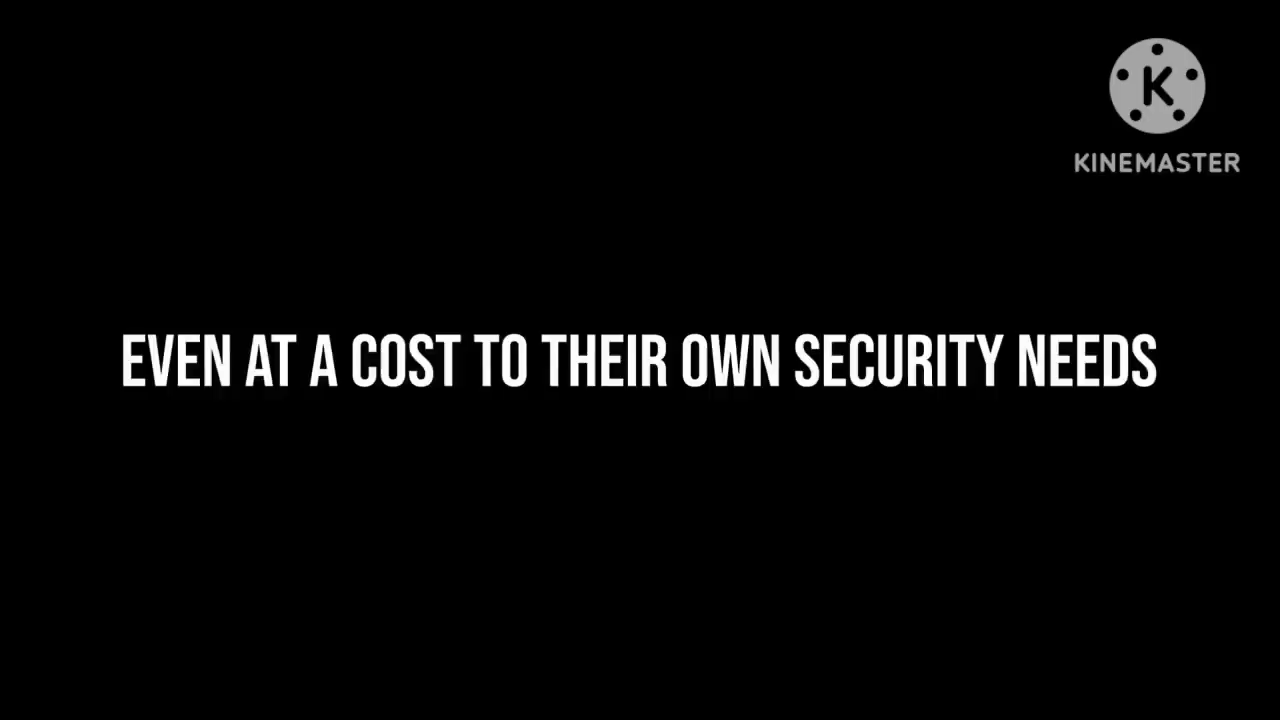 K
KINEMASTER
EVEN AT A COST TO THEIR OWN SECURITY NEEDS